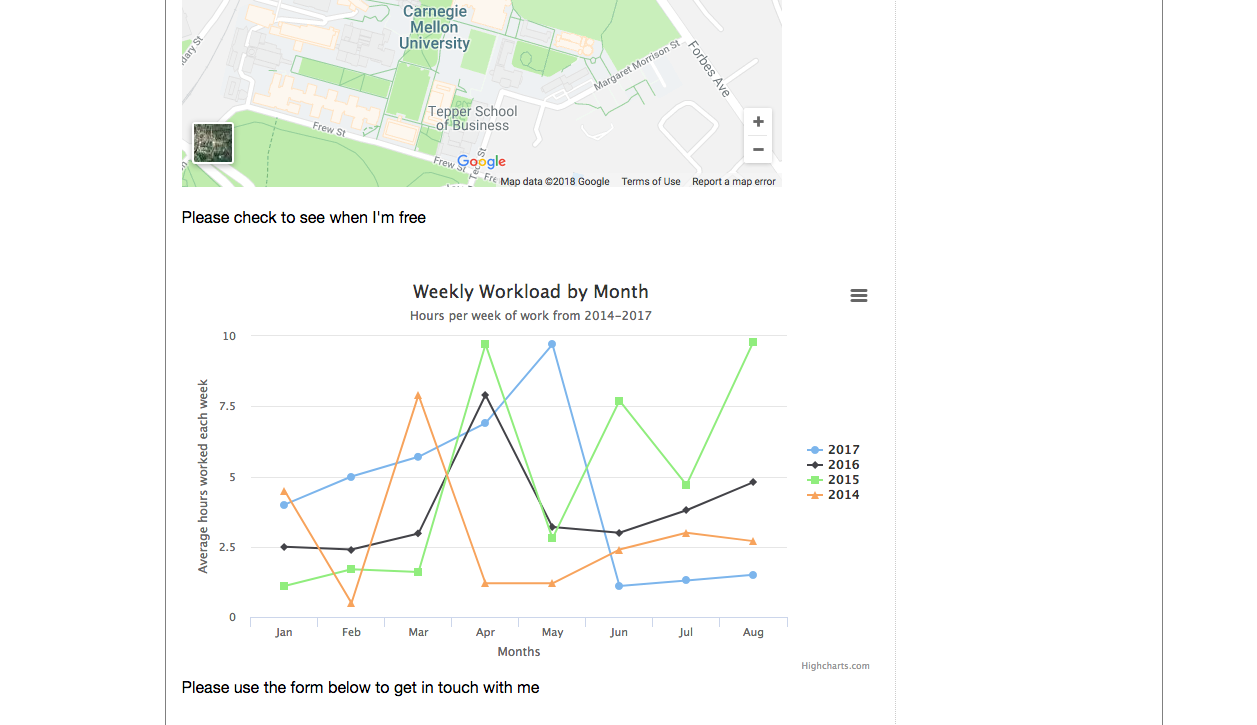 Carnegie
Mellon
University
Margaret Morrison St
Forbes Ave
Tepper School
of Business
Frew St
Frew St
Google
Map data ©2018 Google Terms of Use Report a map error
+
−
Please check to see when I'm free
Weekly Workload by Month
Hours per week of work from 2014-2017
Average hours worked each week
10
7.5
5
2.5
0
Jan Feb Mar Apr May Jun Jul Aug
Months
2017
2016
2015
2014
Highcharts.com
Please use the form below to get in touch with me